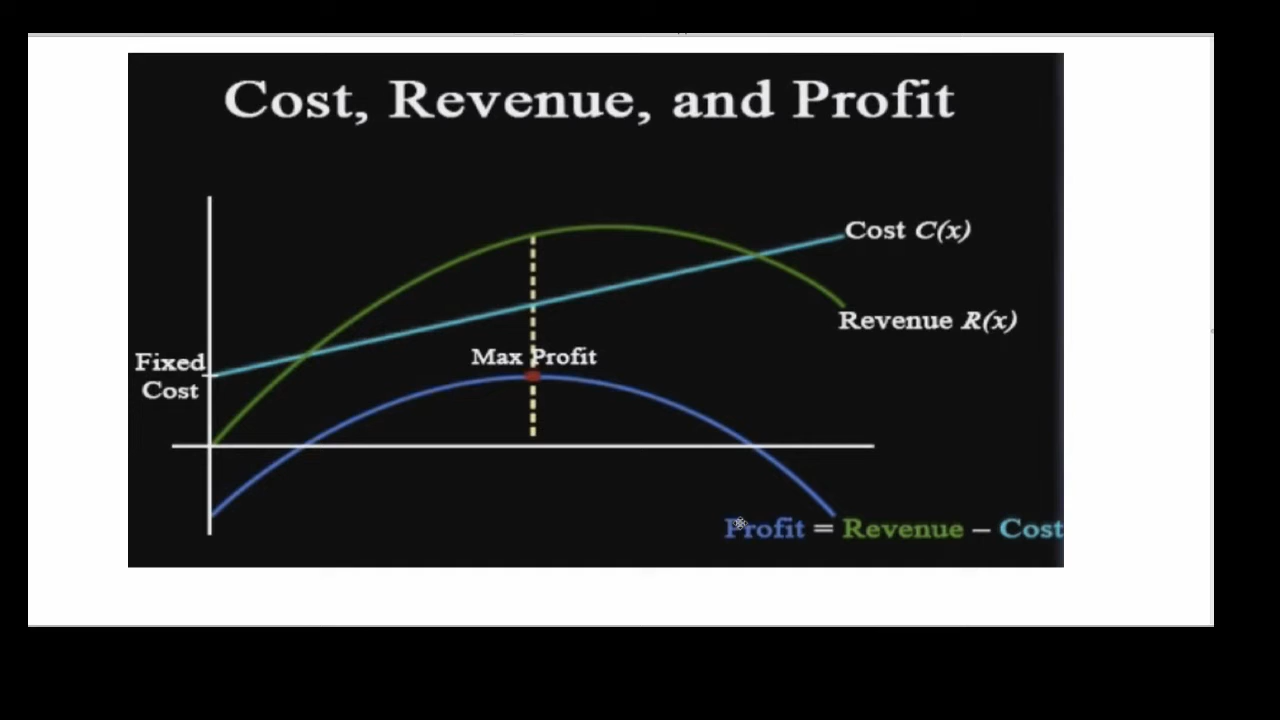 Cost, Revenue, and Profit
Cost C(x)
Revenue R(x)
Max Profit
Fixed
Cost
Profit = Revenue – Cost